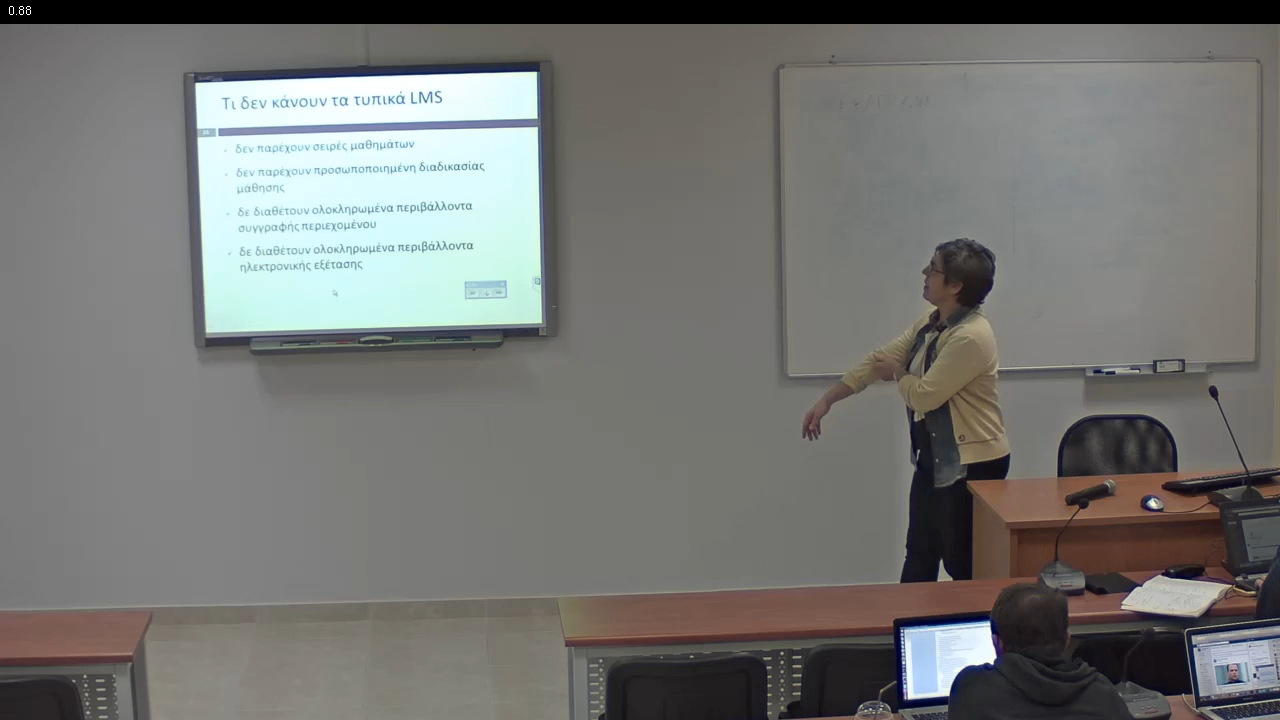 0.88
Τι δεν κάνουν τα τυπικά LMS
δεν παρέχουν σειρές μαθημάτων
δεν παρέχουν προσωποποιημένη διαδικασίας
μάθησης
δε διαθέτουν ολοκληρωμένα περιβάλλοντα
συγγραφής περιεχομένου
δε διαθέτουν ολοκληρωμένα περιβάλλοντα
ηλεκτρονικής εξέτασης